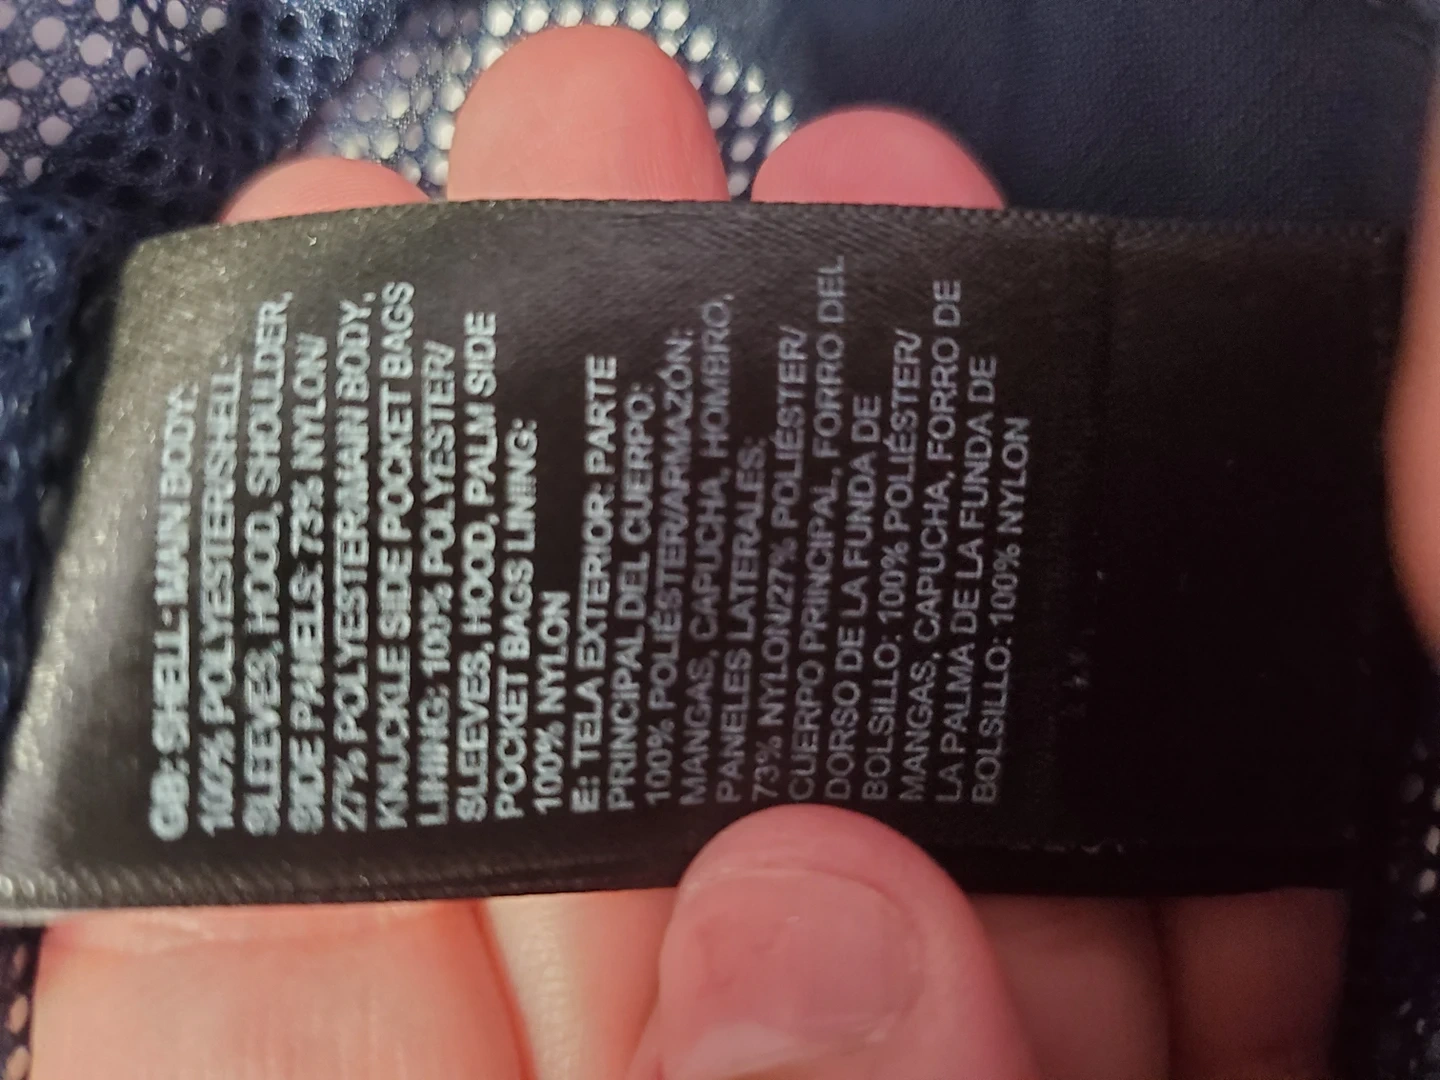 GB: SHELL: MAIN BODY:
100% POLYESTER/SHELL:
SLEEVES, HOOD, SHOULDER,
SIDE PANELS: 73% NYLON/
27% POLYESTER/MAIN BODY,
KNUCKLE SIDE POCKET BAGS
LINING: 100% POLYESTER/
SLEEVES, HOOD, PALM SIDE
POCKET BAGS LINING:
100% NYLON
E: TELA EXTERIOR: PARTE
PRINCIPAL DEL CUERPO:
100% POLIÉSTER/ARMAZÓN:
MANGAS, CAPUCHA, HOMBRO,
PANELES LATERALES:
73% NYLON/27% POLIÉSTER/
CUERPO PRINCIPAL, FORRO DEL
DORSO DE LA FUNDA DE
BOLSILLO: 100% POLIÉSTER/
MANGAS, CAPUCHA, FORRO DE
LA PALMA DE LA FUNDA DE
BOLSILLO: 100% NYLON